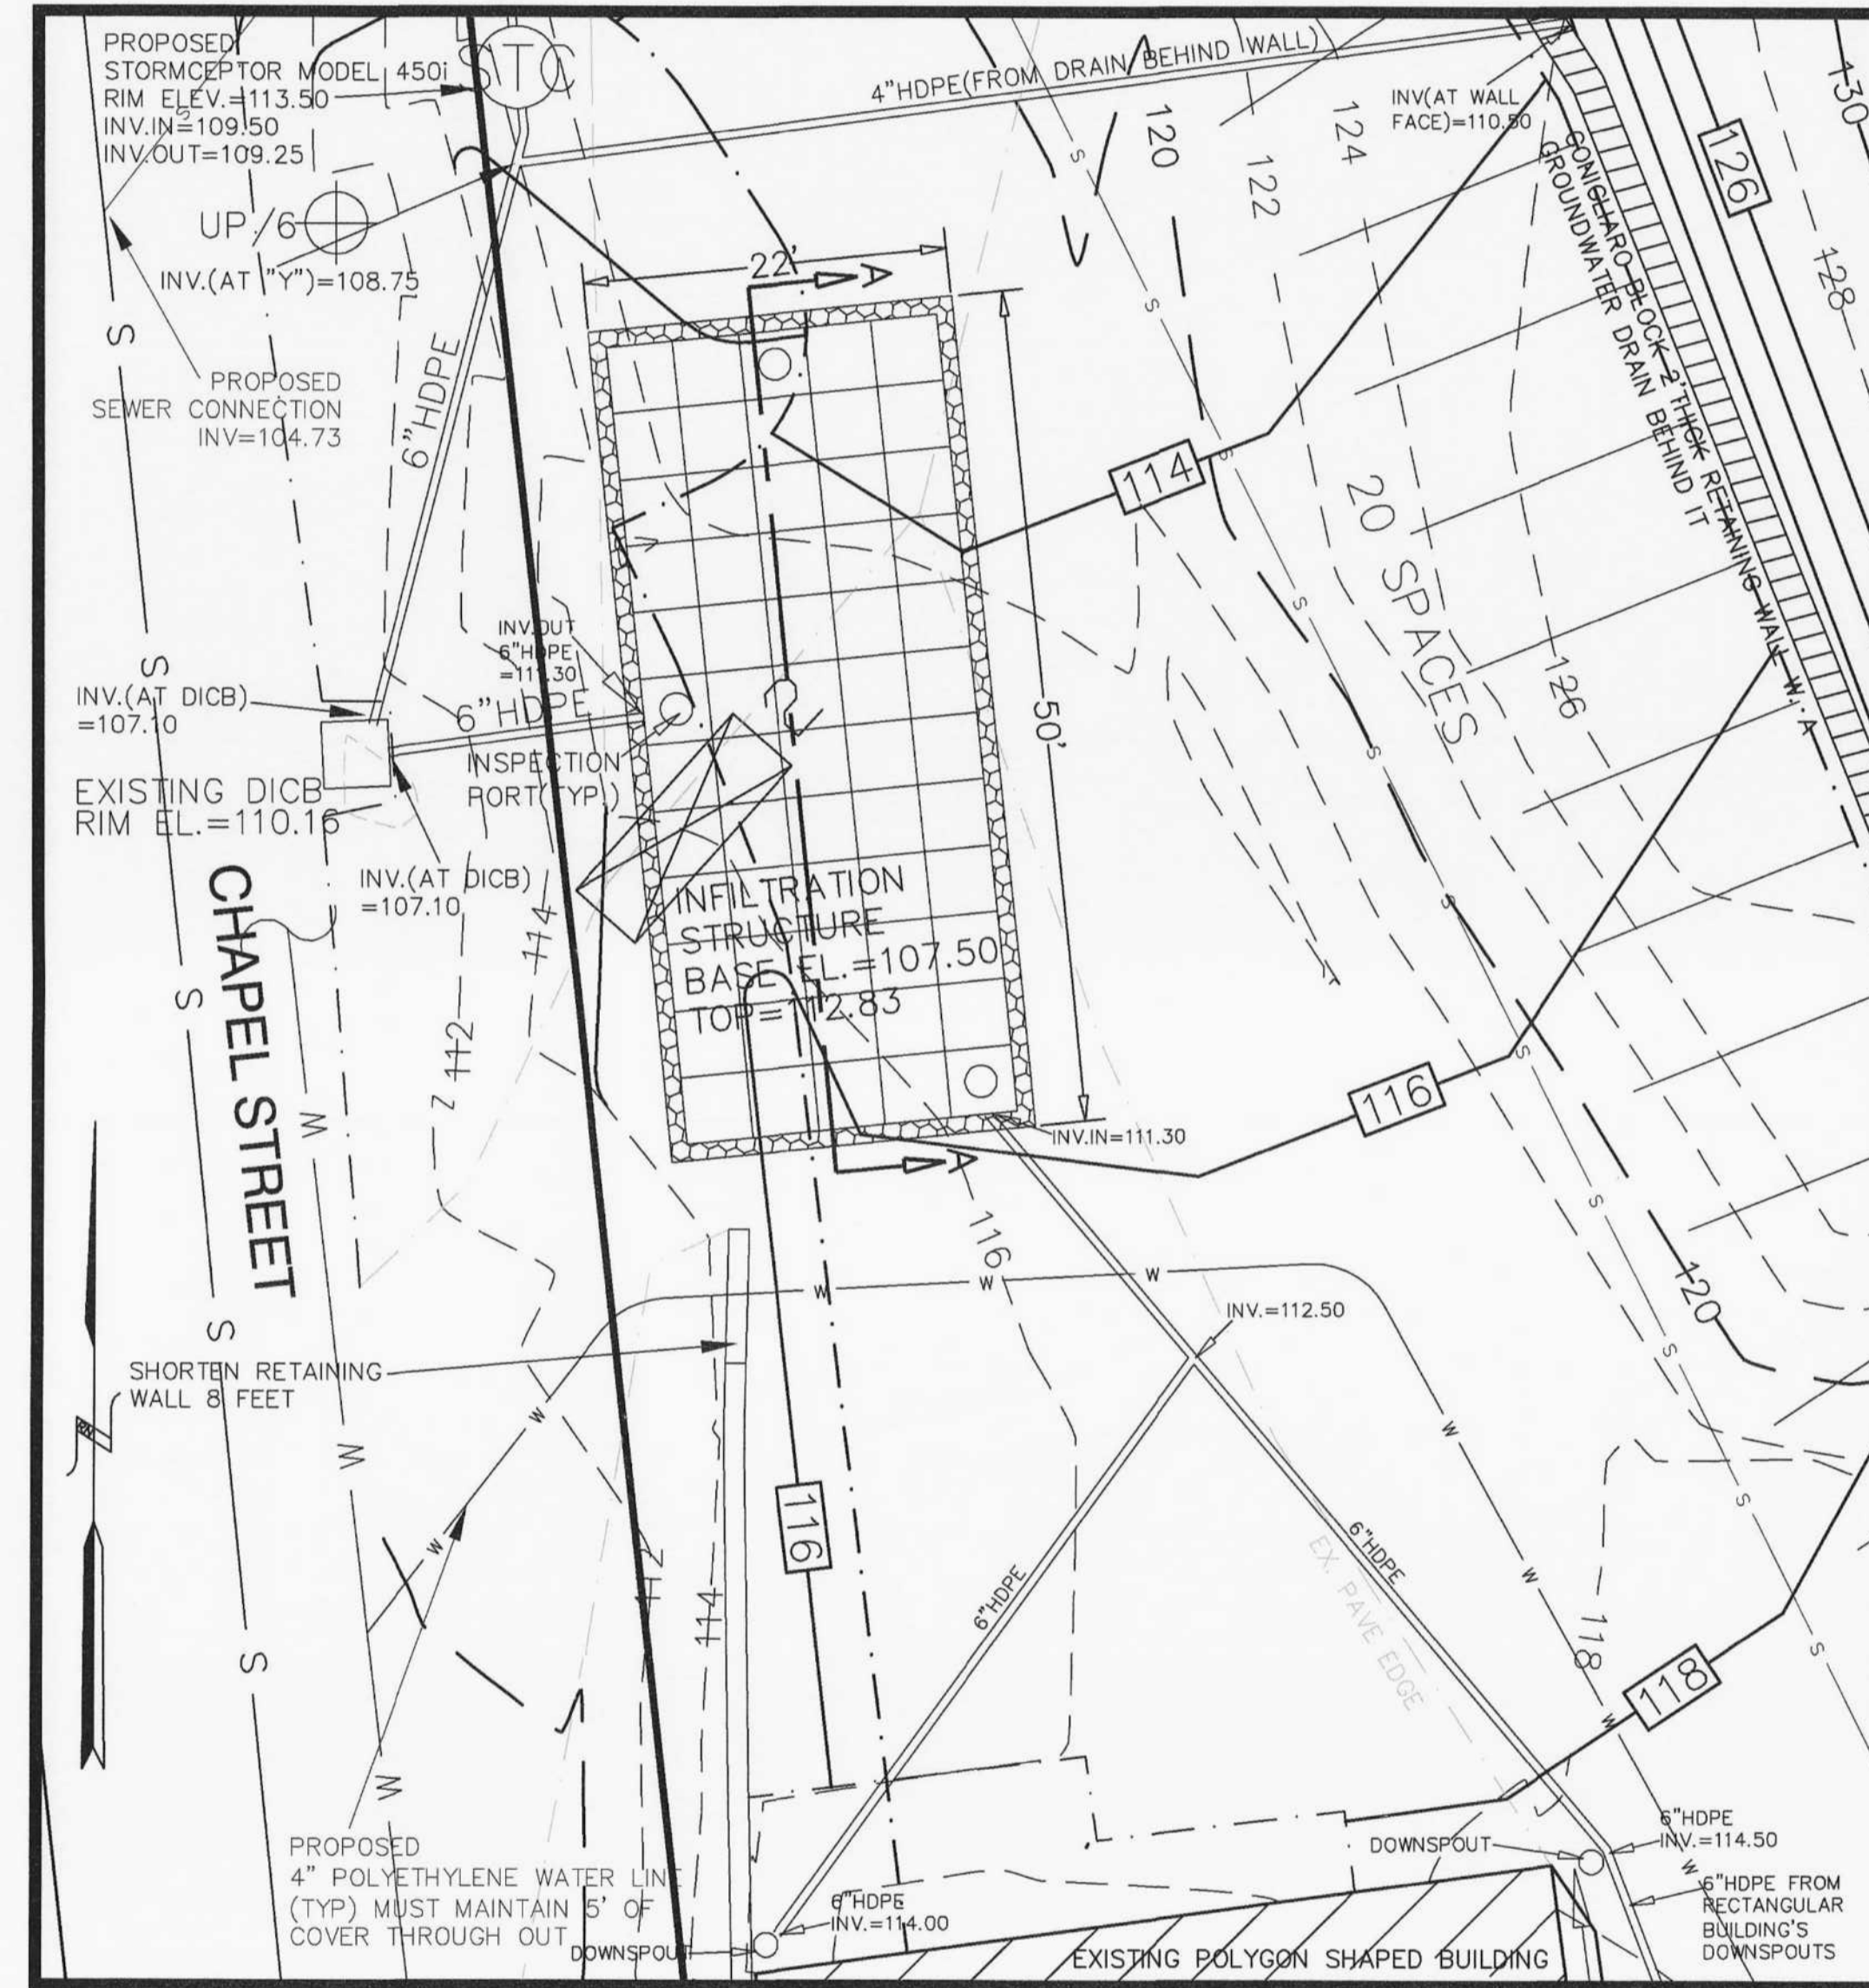 PROPOSED
STORMCEPTOR MODEL 450i
RIM ELEV.=113.50
INV.IN=109.50
INV.OUT=109.25
STC
4"HDPE(FROM DRAIN BEHIND WALL)
INV(AT WALL
FACE)=110.50
130
126
128
120
122
124
CONIGLIARO BLOCK 2' THICK RETAINING WALL W/ A
GROUNDWATER DRAIN BEHIND IT
UP/6
INV.(AT "Y")=108.75
22'
A
S
PROPOSED
SEWER CONNECTION
INV=104.73
6"HDPE
114
20 SPACES
126
50'
INV.OUT
6"HDPE
=111.30
6"HDPE
S
INV.(AT DICB)
=107.10
INSPECTION
PORT(TYP.)
EXISTING DICB
RIM EL.=110.16
INV.(AT DICB)
=107.10
CHAPEL STREET
114
112
INFILTRATION
STRUCTURE
BASE EL.=107.50
TOP=112.83
S
W
116
INV.IN=111.30
A
116
120
W W W
INV.=112.50
S
SHORTEN RETAINING
WALL 8 FEET
W
W
W
116
112
114
6"HDPE
6"HDPE
EX. PAVE EDGE
118
118
S
W
W
PROPOSED
4" POLYETHYLENE WATER LINE
(TYP) MUST MAINTAIN 5' OF
COVER THROUGH OUT
DOWNSPOUT
6"HDPE
INV.=114.00
DOWNSPOUT
6"HDPE
INV.=114.50
6"HDPE FROM
RECTANGULAR
BUILDING'S
DOWNSPOUTS
EXISTING POLYGON SHAPED BUILDING